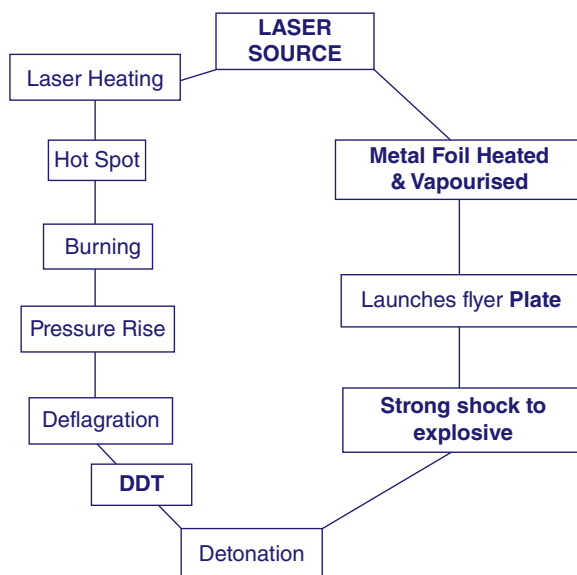 LASER
SOURCE
Laser Heating
Hot Spot
Burning
Pressure Rise
Deflagration
DDT
Metal Foil Heated
& Vapourised
Launches flyer Plate
Strong shock to
explosive
Detonation